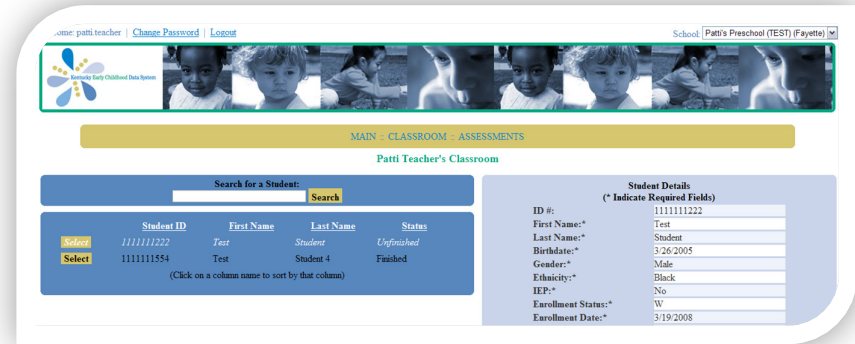 ome: patti.teacher | Change Password | Logout
School: Patti's Preschool (TEST) (Fayette)
Kentucky Early Childhood Data System
MAIN :: CLASSROOM :: ASSESSMENTS
Patti Teacher's Classroom
Search for a Student:
Search
Student ID First Name Last Name Status
Select 1111111222 Test Student Unfinished
Select 1111111554 Test Student 4 Finished
(Click on a column name to sort by that column)
Student Details
(* Indicate Required Fields)
ID #: 1111111222
First Name:* Test
Last Name:* Student
Birthdate:* 3/26/2005
Gender:* Male
Ethnicity:* Black
IEP:* No
Enrollment Status:* W
Enrollment Date:* 3/19/2008